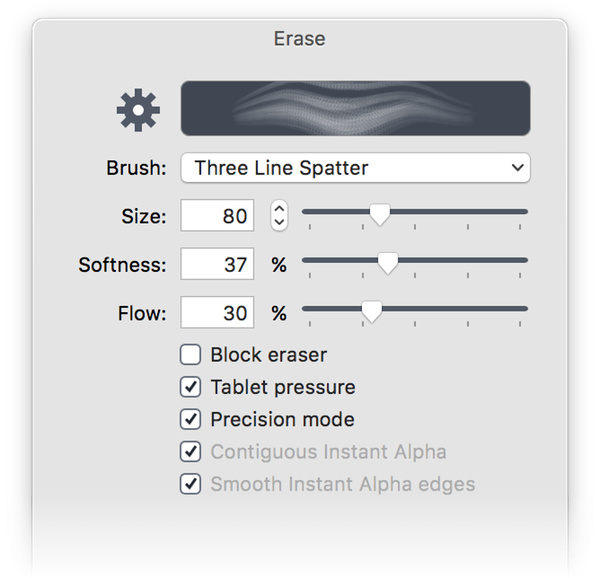 Erase
Brush: Three Line Spatter
Size: 80
Softness: 37 %
Flow: 30 %
Block eraser
Tablet pressure
Precision mode
Contiguous Instant Alpha
Smooth Instant Alpha edges